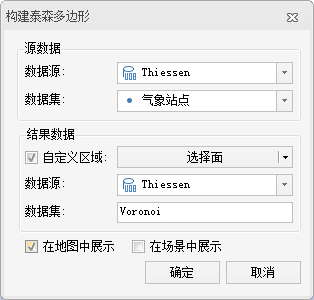 构建泰森多边形
源数据
数据源: Thiessen
数据集: 气象站点
结果数据
自定义区域: 选择面
数据源: Thiessen
数据集: Voronoi
在地图中展示 在场景中展示
确定 取消